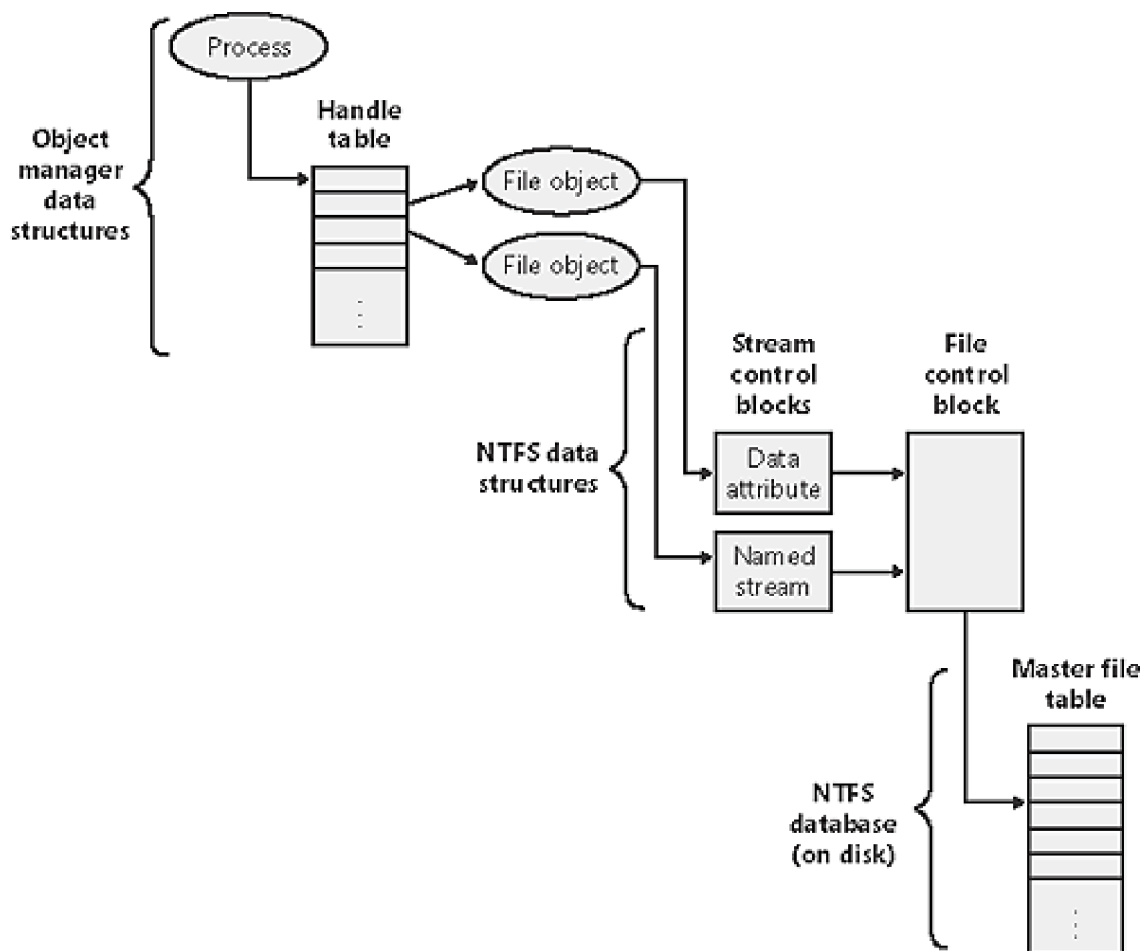 Process
Handle
table
Object
manager
data
structures
File object
File object
Stream
control
blocks
File
control
block
NTFS data
structures
Data
attribute
Named
stream
Master file
table
NTFS
database
(on disk)